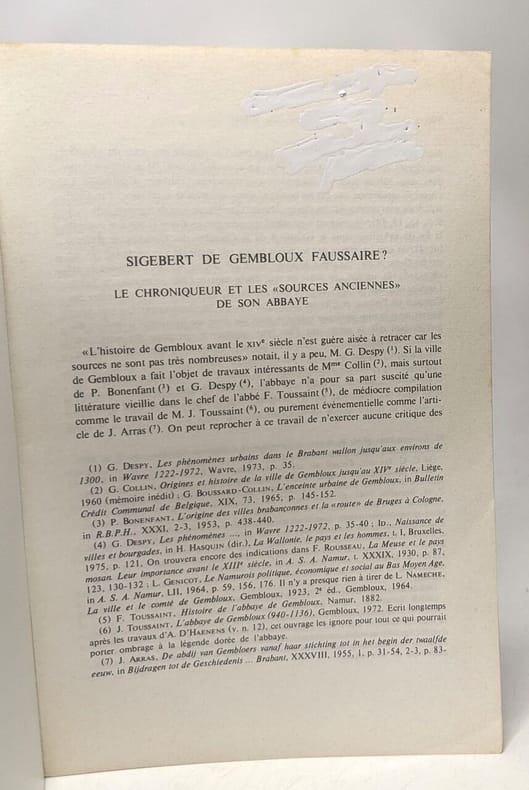 SIGEBERT DE GEMBLOUX FAUSSAIRE?
LE CHRONIQUEUR ET LES «SOURCES ANCIENNES»
DE SON ABBAYE
«L'histoire de Gembloux avant le XIVe siècle n'est guère aisée à retracer car les
sources ne sont pas très nombreuses» notait, il y a peu, M. G. Despy (1). Si la ville
de Gembloux a fait l'objet de travaux intéressants de Mme Collin (2), mais surtout
de P. Bonenfant (3) et G. Despy (4), l'abbaye n'a pour sa part suscité qu'une
littérature vieillie dans le chef de l'abbé F. Toussaint (5), de médiocre compilation
comme le travail de M. J. Toussaint (6), ou purement événementielle comme l'arti-
cle de J. Arras (7). On peut reprocher à ce travail de n'exercer aucune critique des
(1) G. DESPY, Les phénomènes urbains dans le Brabant wallon jusqu'aux environs de
1300, in Wavre 1222-1972, Wavre, 1973, p. 35.
(2) G. COLLIN, Origines et histoire de la ville de Gembloux jusqu'au XIVe siècle, Liège,
1960 (mémoire inédit) ; G. BOUSSARD-COLLIN, L'enceinte urbaine de Gembloux, in Bulletin
Crédit Communal de Belgique, XIX, 73, 1965, p. 145-152.
(3) P. BONENFANT, L'origine des villes brabançonnes et la «route» de Bruges à Cologne,
in R.B.P.H., XXXI, 2-3, 1953, p. 438-440.
(4) G. DESPY, Les phénomènes ..., in Wavre 1222-1972, p. 35-40 ; ID., Naissance de
villes et bourgades, in H. HASQUIN (dir.), La Wallonie, le pays et les hommes, t. I, Bruxelles,
1975, p. 121. On trouvera encore des indications dans F. ROUSSEAU, La Meuse et le pays
mosan. Leur importance avant le XIIIe siècle, in A. S. A. Namur, t. XXXIX, 1930, p. 87,
123, 130-132 ; L. GENICOT, Le Namurois politique, économique et social au Bas Moyen Age,
in A. S. A. Namur, LII, 1964, p. 59, 156, 176. Il n'y a presque rien à tirer de L. NAMECHE,
La ville et le comté de Gembloux, Gembloux, 1923, 2e éd., Gembloux, 1964.
(5) F. TOUSSAINT, Histoire de l'abbaye de Gembloux, Namur, 1882.
(6) J. TOUSSAINT, L'abbaye de Gembloux (940-1136), Gembloux, 1972. Ecrit longtemps
après les travaux d'A. D'HAENENS (v. n. 12), cet ouvrage les ignore pour tout ce qui pourrait
porter ombrage à la légende dorée de l'abbaye.
(7) J. ARRAS, De abdij van Gembloers vanaf haar stichting tot in het begin der twaalfde
eeuw, in Bijdragen tot de Geschiedenis ... Brabant, XXXVIII, 1955, 1, p. 31-54, 2-3, p. 83-